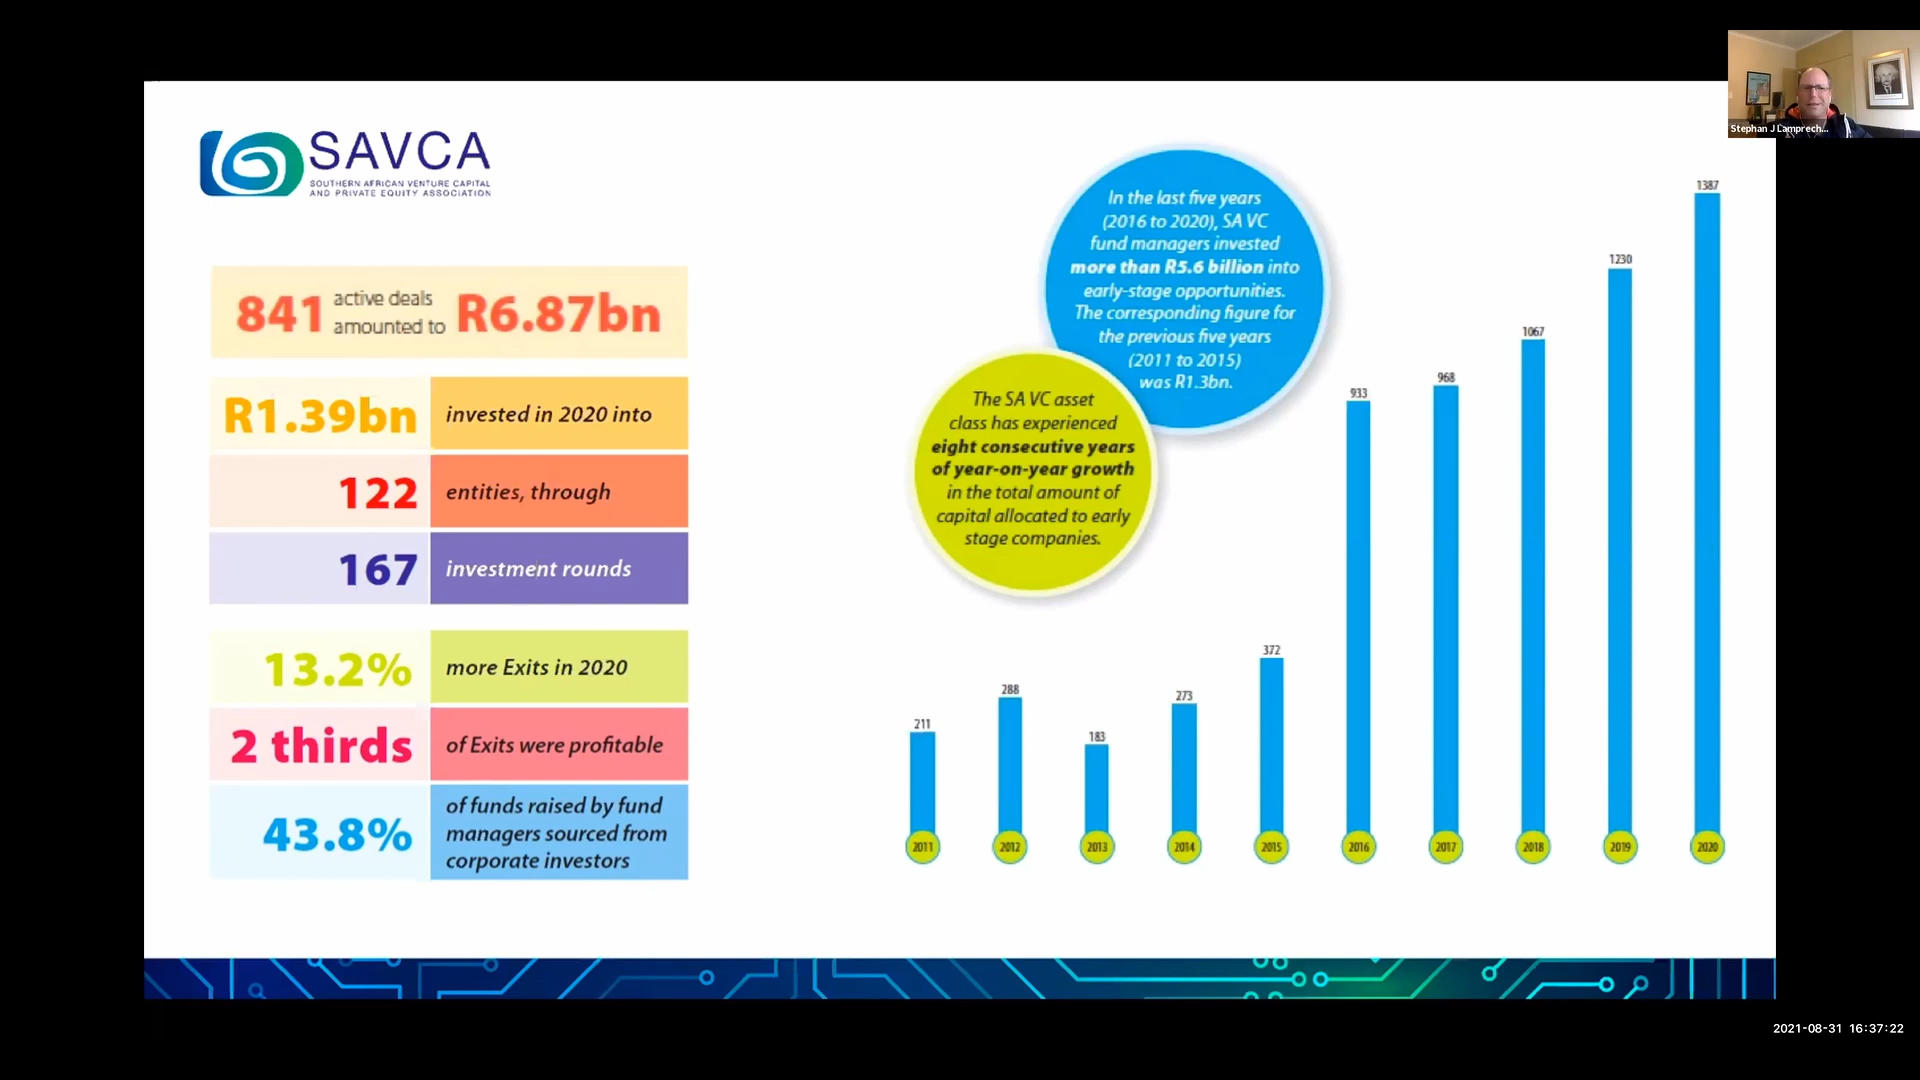 SAVCA
SOUTHERN AFRICAN VENTURE CAPITAL
AND PRIVATE EQUITY ASSOCIATION
841 active deals
amounted to R6.87bn
R1.39bn invested in 2020 into
122 entities, through
167 investment rounds
13.2% more Exits in 2020
2 thirds of Exits were profitable
43.8% of funds raised by fund
managers sourced from
corporate investors
In the last five years
(2016 to 2020), SA VC
fund managers invested
more than R5.6 billion into
early-stage opportunities.
The corresponding figure for
the previous five years
(2011 to 2015)
was R1.3bn.
The SA VC asset
class has experienced
eight consecutive years
of year-on-year growth
in the total amount of
capital allocated to early
stage companies.
211
288
183
273
372
933
968
1067
1230
1387
2011
2012
2013
2014
2015
2016
2017
2018
2019
2020
Stephan J Lamprech...
2021-08-31 16:37:22